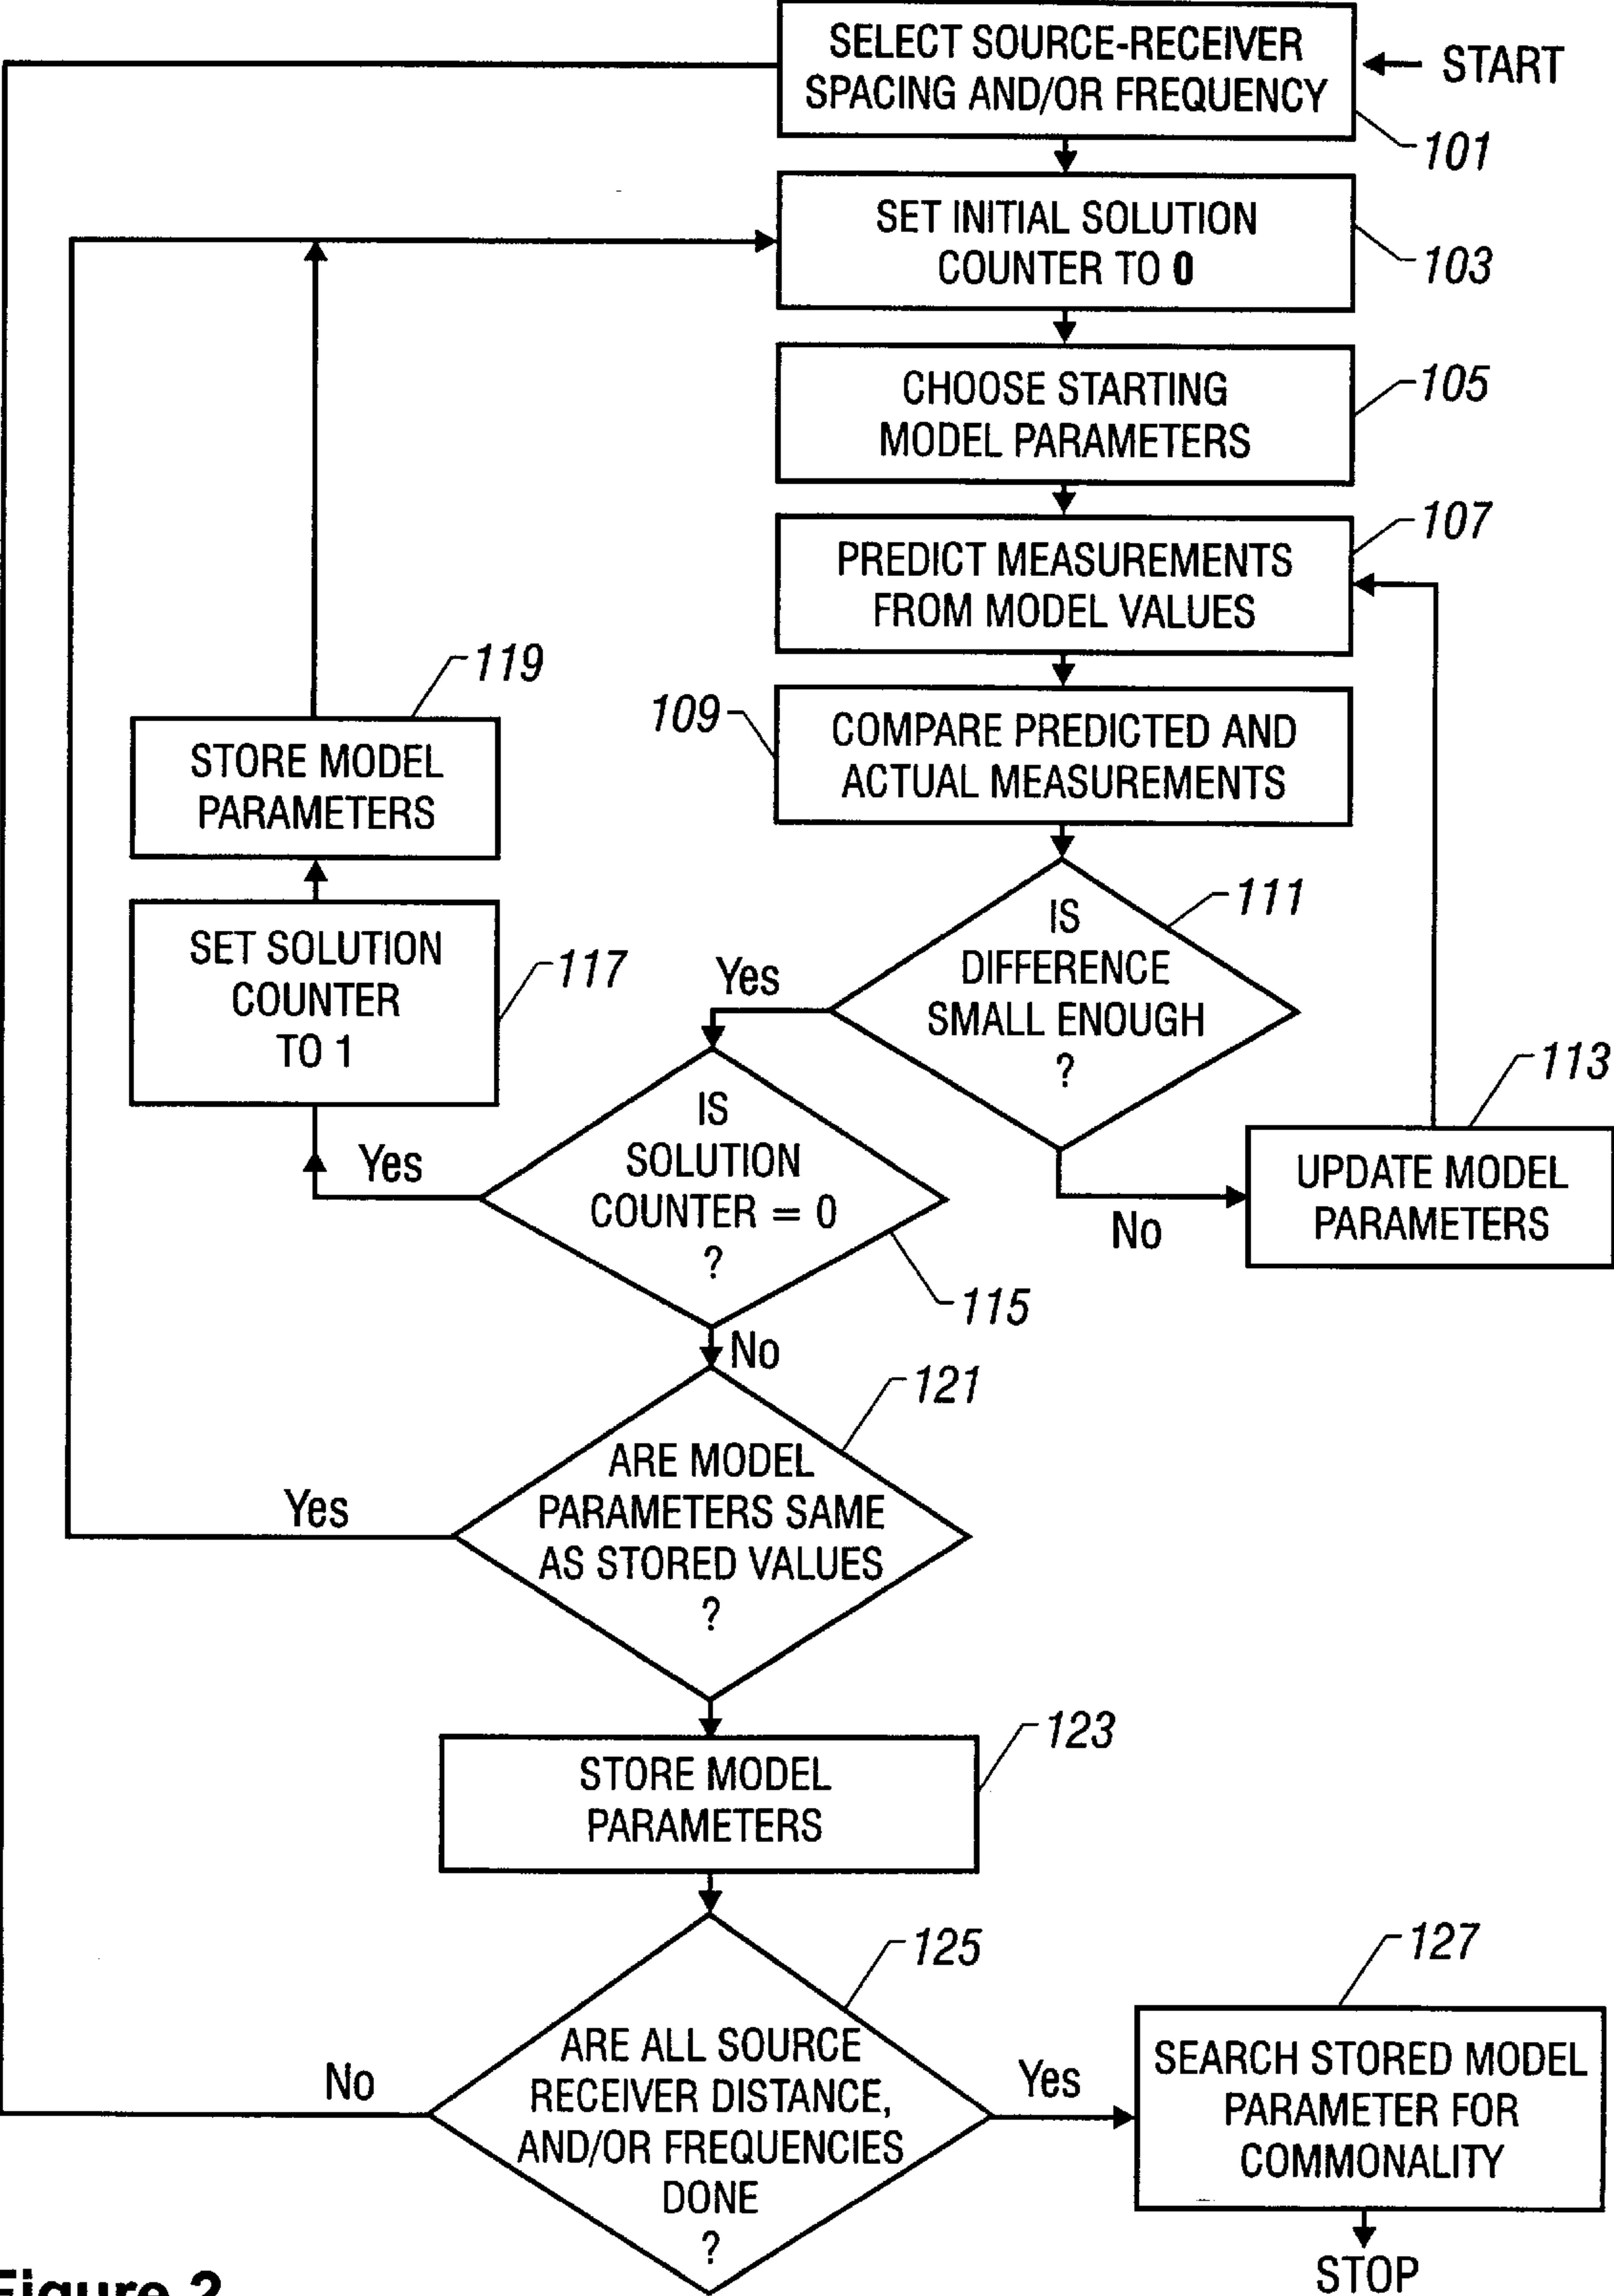 SELECT SOURCE-RECEIVER
SPACING AND/OR FREQUENCY
START
101
SET INITIAL SOLUTION
COUNTER TO 0
103
CHOOSE STARTING
MODEL PARAMETERS
105
PREDICT MEASUREMENTS
FROM MODEL VALUES
107
COMPARE PREDICTED AND
ACTUAL MEASUREMENTS
109
IS
DIFFERENCE
SMALL ENOUGH
?
111
Yes
No
UPDATE MODEL
PARAMETERS
113
IS
SOLUTION
COUNTER = 0
?
115
Yes
No
SET SOLUTION
COUNTER
TO 1
117
STORE MODEL
PARAMETERS
119
ARE MODEL
PARAMETERS SAME
AS STORED VALUES
?
121
Yes
STORE MODEL
PARAMETERS
123
ARE ALL SOURCE
RECEIVER DISTANCE,
AND/OR FREQUENCIES
DONE
?
125
No
Yes
SEARCH STORED MODEL
PARAMETER FOR
COMMONALITY
127
STOP
Figure 2